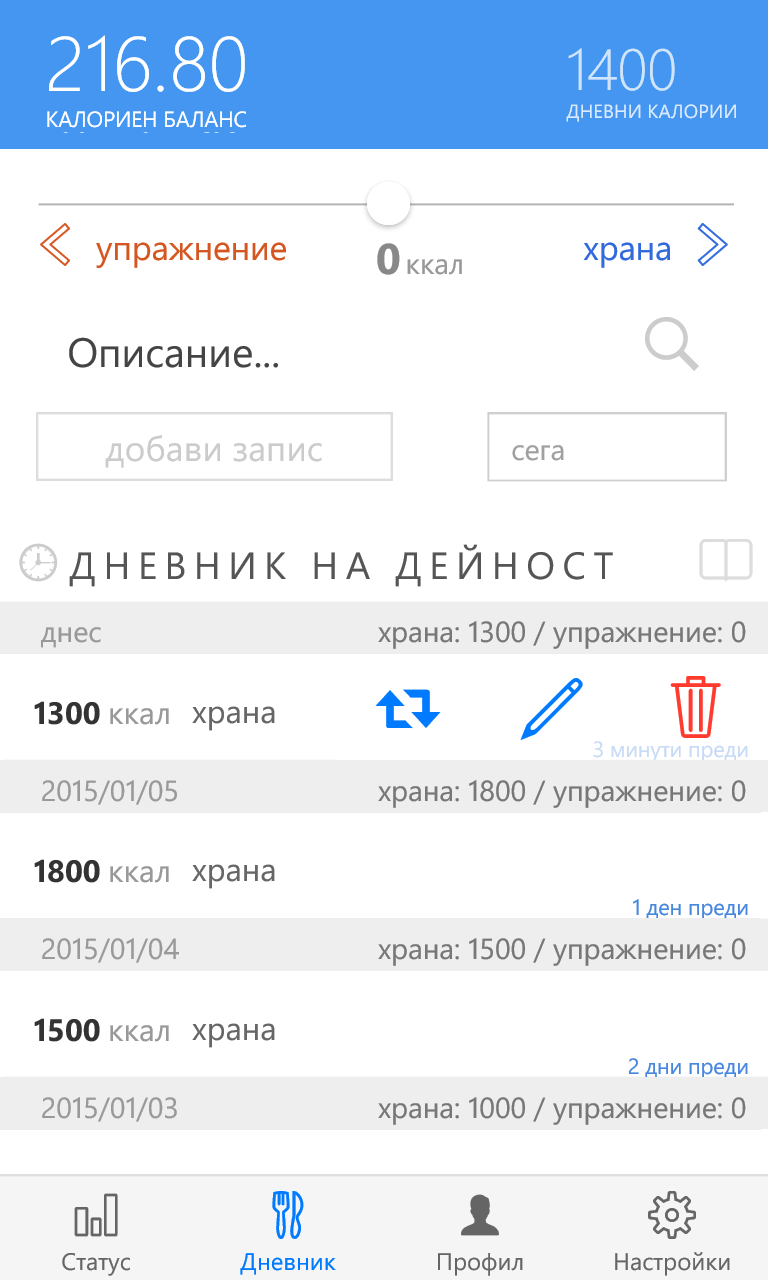 216.80
1400
КАЛОРИЕН БАЛАНС
ДНЕВНИ КАЛОРИИ
упражнение
0 ккал
храна
Описание...
добави запис
сега
ДНЕВНИК НА ДЕЙНОСТ
днес
храна: 1300 / упражнение: 0
1300 ккал храна
3 минути преди
2015/01/05
храна: 1800 / упражнение: 0
1800 ккал храна
1 ден преди
2015/01/04
храна: 1500 / упражнение: 0
1500 ккал храна
2 дни преди
2015/01/03
храна: 1000 / упражнение: 0
Статус
Дневник
Профил
Настройки